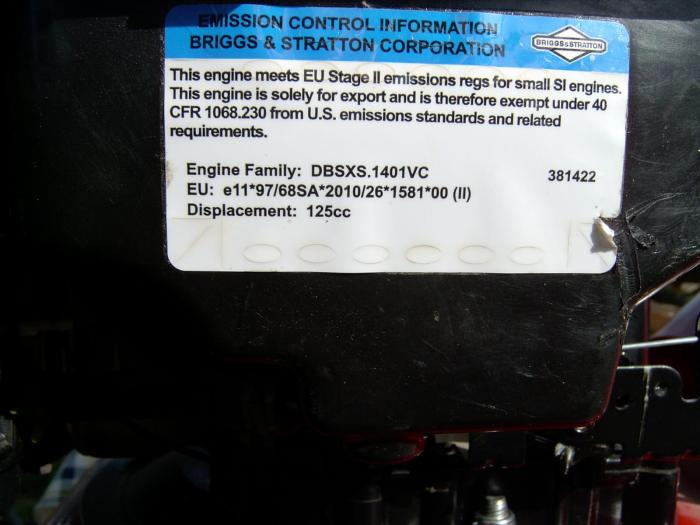 EMISSION CONTROL INFORMATION
BRIGGS & STRATTON CORPORATION
BRIGGS&STRATTON
This engine meets EU Stage II emissions regs for small SI engines.
This engine is solely for export and is therefore exempt under 40
CFR 1068.230 from U.S. emissions standards and related
requirements.
Engine Family: DBSXS.1401VC 381422
EU: e11*97/68SA*2010/26*1581*00 (II)
Displacement: 125cc